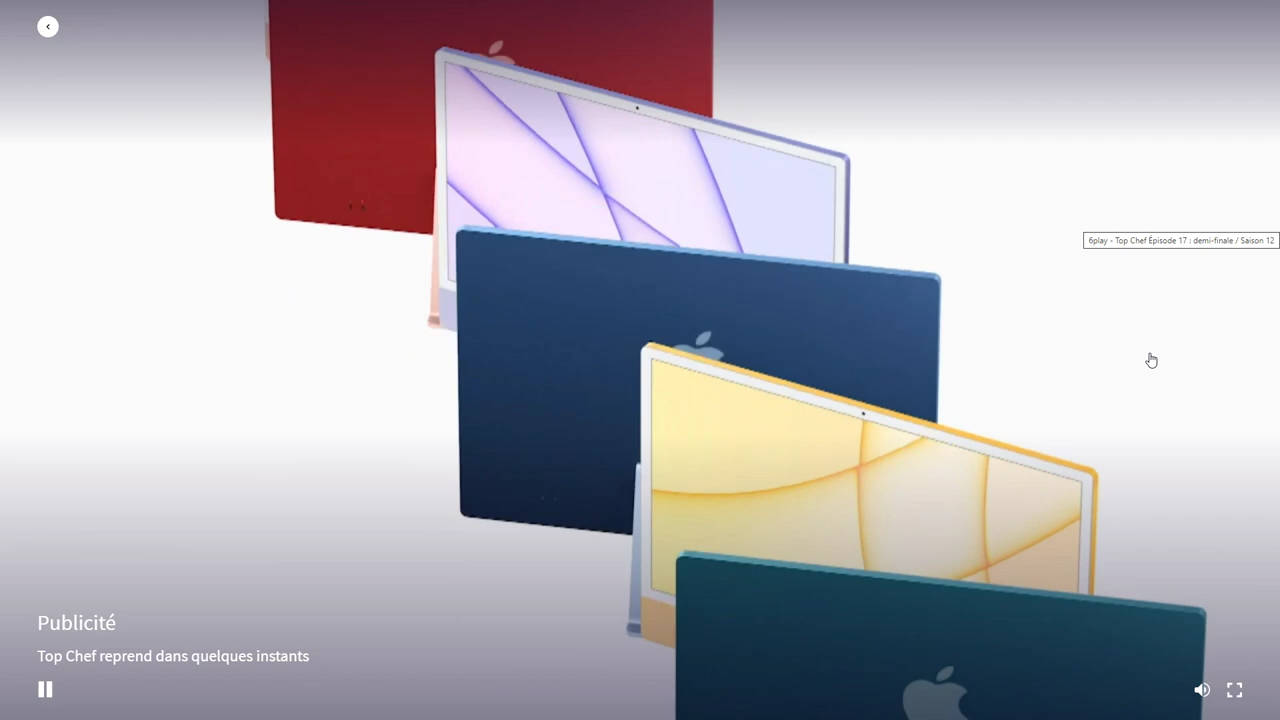 6play - Top Chef Épisode 17 : demi-finale / Saison 12
Publicité
Top Chef reprend dans quelques instants